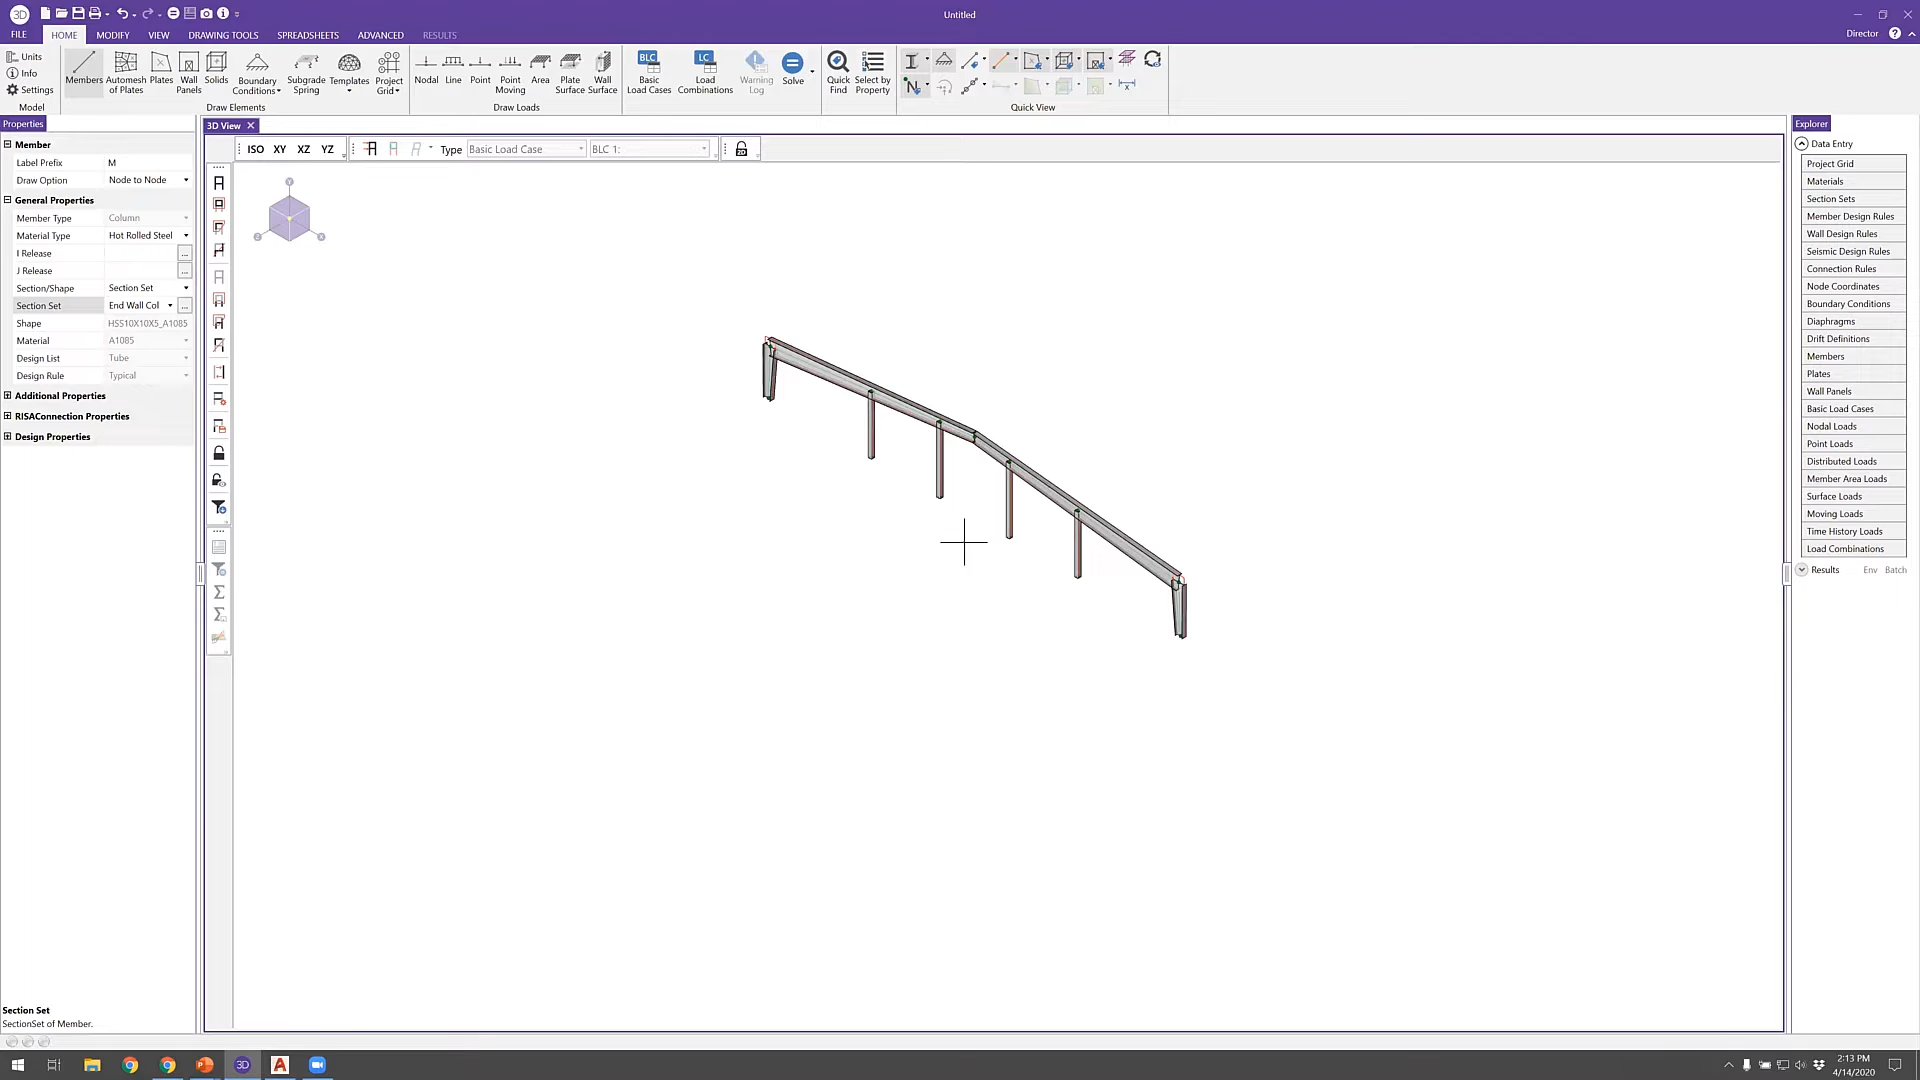 3D
Untitled
FILE HOME MODIFY VIEW DRAWING TOOLS SPREADSHEETS ADVANCED RESULTS
Director
Units
Info
Settings
Model
Members
Automesh of Plates
Plates
Wall Panels
Solids
Boundary Conditions
Subgrade Spring
Templates
Project Grid
Draw Elements
Nodal
Line
Point
Point Moving
Area
Plate Surface
Wall Surface
Draw Loads
BLC
Basic Load Cases
LC
Load Combinations
Warning Log
Solve
Quick Find
Select by Property
N
Quick View
Properties
Member
Label Prefix M
Draw Option Node to Node
General Properties
Member Type Column
Material Type Hot Rolled Steel
I Release ...
J Release ...
Section/Shape Section Set
Section Set End Wall Col ...
Shape HSS10X10X5_A1085
Material A1085
Design List Tube
Design Rule Typical
Additional Properties
RISAConnection Properties
Design Properties
Section Set
SectionSet of Member.
3D View
ISO XY XZ YZ Type Basic Load Case BLC 1:
Y
Z X
Explorer
Data Entry
Project Grid
Materials
Section Sets
Member Design Rules
Wall Design Rules
Seismic Design Rules
Connection Rules
Node Coordinates
Boundary Conditions
Diaphragms
Drift Definitions
Members
Plates
Wall Panels
Basic Load Cases
Nodal Loads
Point Loads
Distributed Loads
Member Area Loads
Surface Loads
Moving Loads
Time History Loads
Load Combinations
Results Env Batch
3D
2:13 PM
4/14/2020